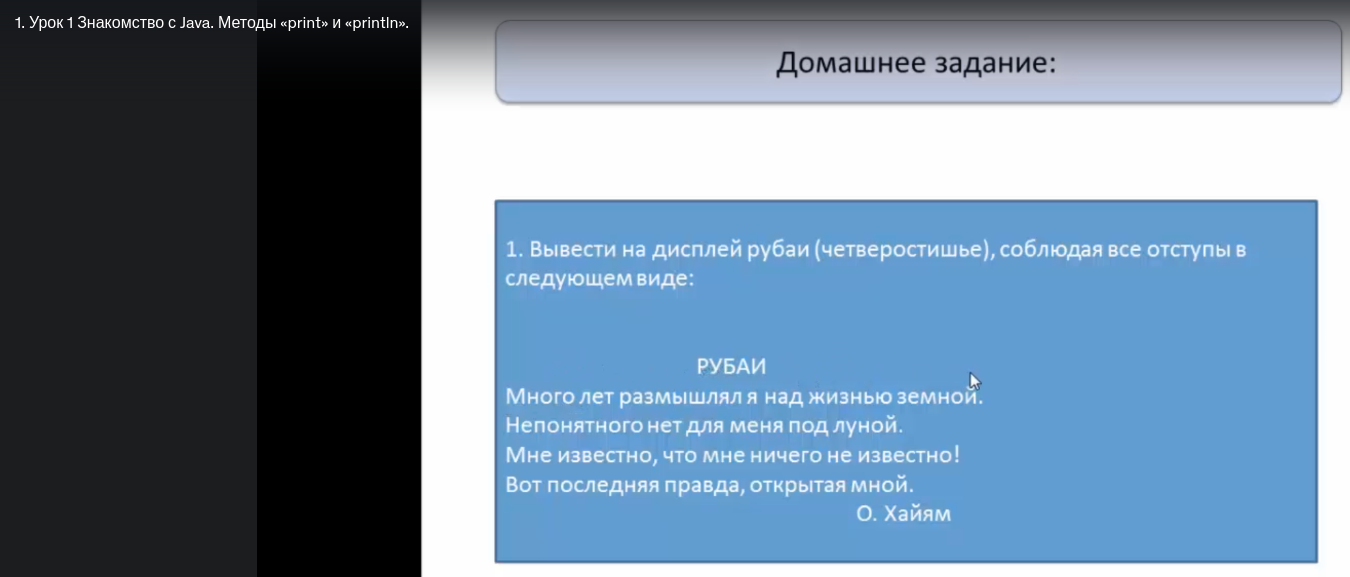 1. Урок 1 Знакомство с Java. Методы «print» и «println».
Домашнее задание:
1. Вывести на дисплей рубаи (четверостишье), соблюдая все отступы в
следующем виде:
РУБАИ
Много лет размышлял я над жизнью земной.
Непонятного нет для меня под луной.
Мне известно, что мне ничего не известно!
Вот последняя правда, открытая мной.
О. Хайям